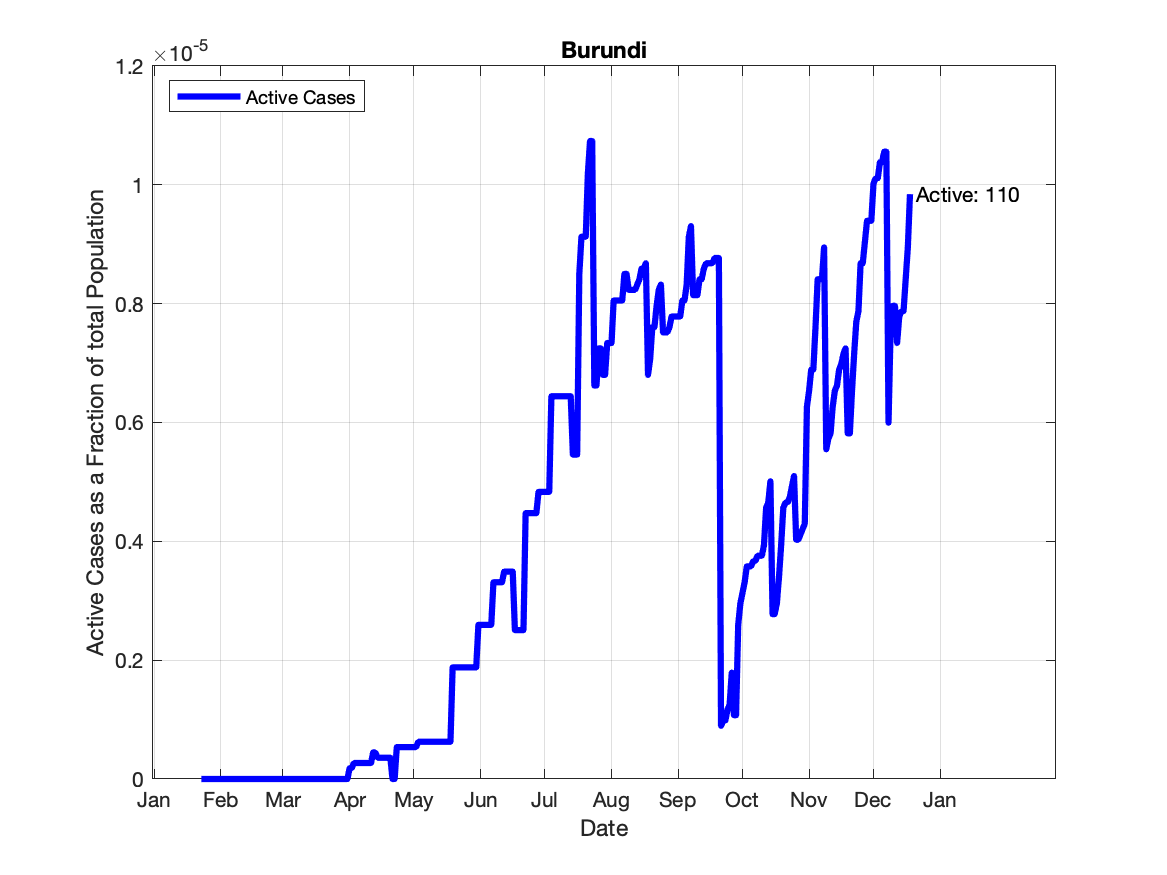 Burundi
×10-5
1.2
1
0.8
0.6
0.4
0.2
0
Active Cases as a Fraction of total Population
Active Cases
Active: 110
Jan Feb Mar Apr May Jun Jul Aug Sep Oct Nov Dec Jan
Date